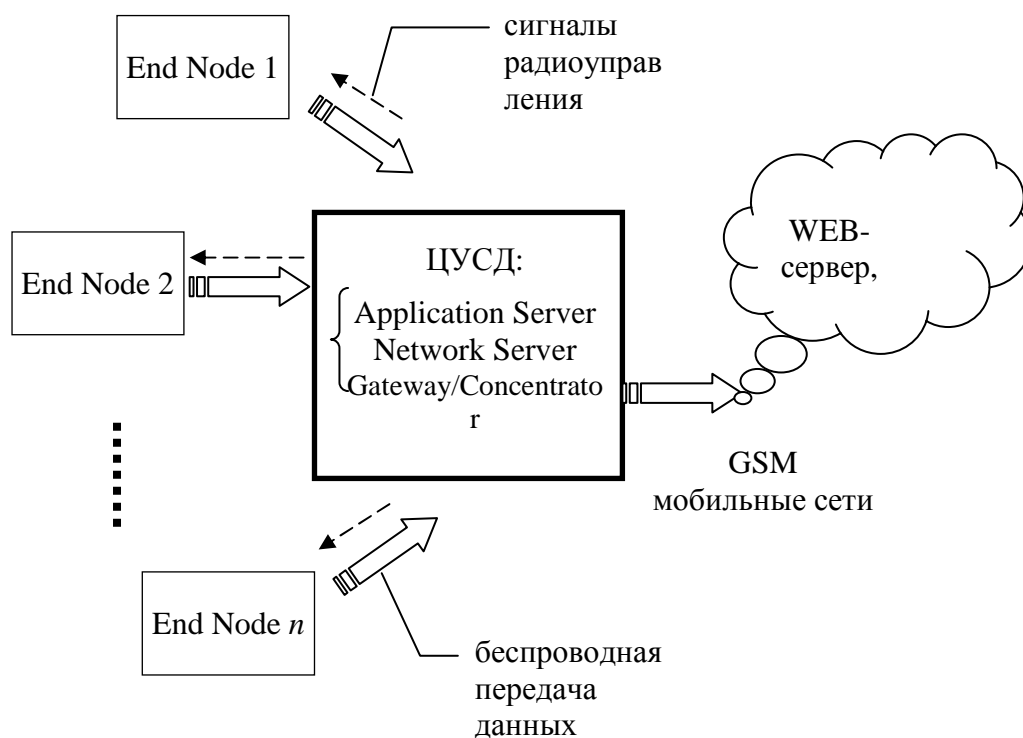 сигналы
радиоуправ
ления
End Node 1
WEB-
сервер,
ЦУСД:
End Node 2
Application Server
Network Server
Gateway/Concentrato
r
GSM
мобильные сети
End Node n
беспроводная
передача
данных